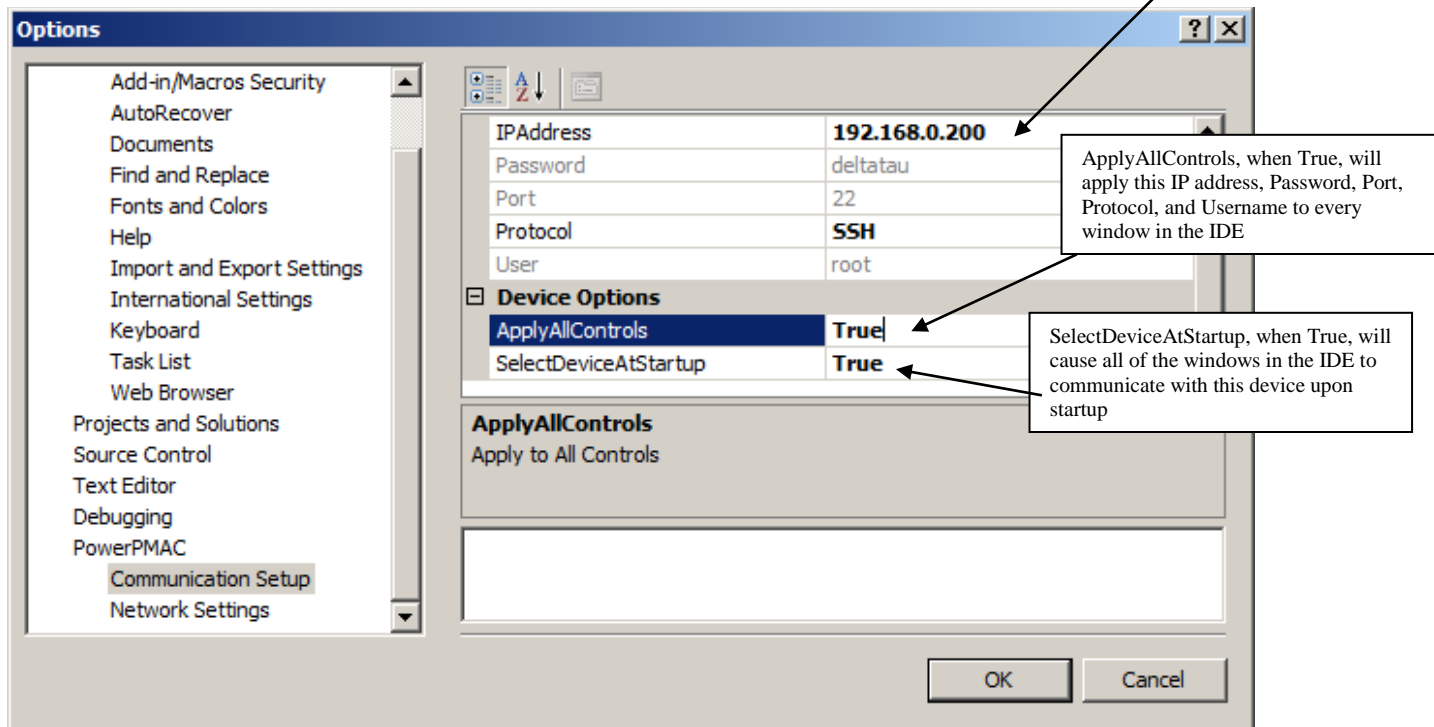 Options
Add-in/Macros Security
AutoRecover
Documents
Find and Replace
Fonts and Colors
Help
Import and Export Settings
International Settings
Keyboard
Task List
Web Browser
Projects and Solutions
Source Control
Text Editor
Debugging
PowerPMAC
Communication Setup
Network Settings
IPAddress 192.168.0.200
Password deltatau
Port 22
Protocol SSH
User root
Device Options
ApplyAllControls True
SelectDeviceAtStartup True
ApplyAllControls
Apply to All Controls
ApplyAllControls, when True, will
apply this IP address, Password, Port,
Protocol, and Username to every
window in the IDE
SelectDeviceAtStartup, when True, will
cause all of the windows in the IDE to
communicate with this device upon
startup
OK Cancel